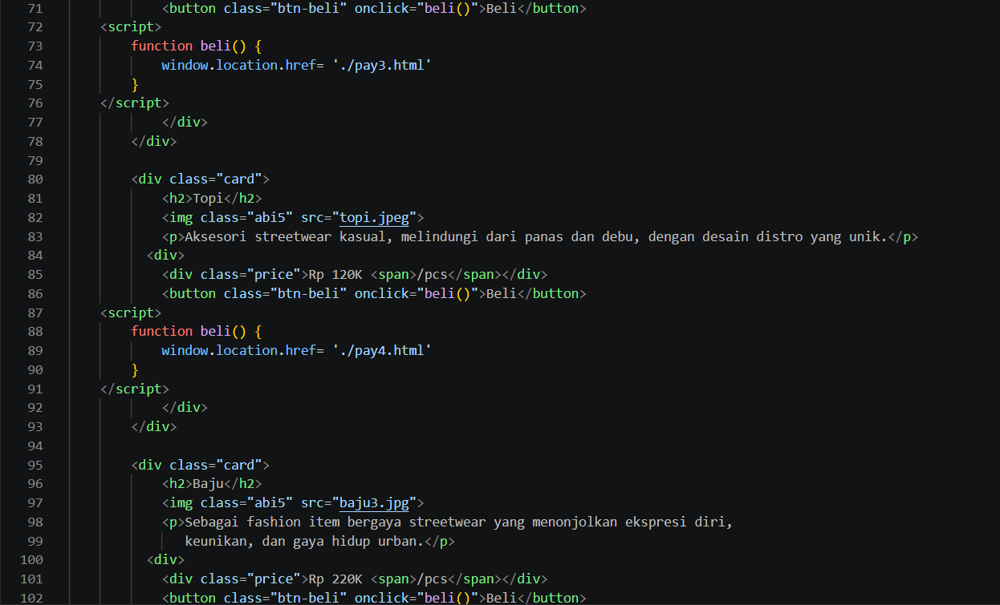 71 <button class="btn-beli" onclick="beli()">Beli</button>
72 <script>
73 function beli() {
74 window.location.href= './pay3.html'
75 }
76 </script>
77 </div>
78 </div>
79
80 <div class="card">
81 <h2>Topi</h2>
82 <img class="abi5" src="topi.jpeg">
83 <p>Aksesori streetwear kasual, melindungi dari panas dan debu, dengan desain distro yang unik.</p>
84 <div>
85 <div class="price">Rp 120K <span>/pcs</span></div>
86 <button class="btn-beli" onclick="beli()">Beli</button>
87 <script>
88 function beli() {
89 window.location.href= './pay4.html'
90 }
91 </script>
92 </div>
93 </div>
94
95 <div class="card">
96 <h2>Baju</h2>
97 <img class="abi5" src="baju3.jpg">
98 <p>Sebagai fashion item bergaya streetwear yang menonjolkan ekspresi diri,
99 keunikan, dan gaya hidup urban.</p>
100 <div>
101 <div class="price">Rp 220K <span>/pcs</span></div>
102 <button class="btn-beli" onclick="beli()">Beli</button>